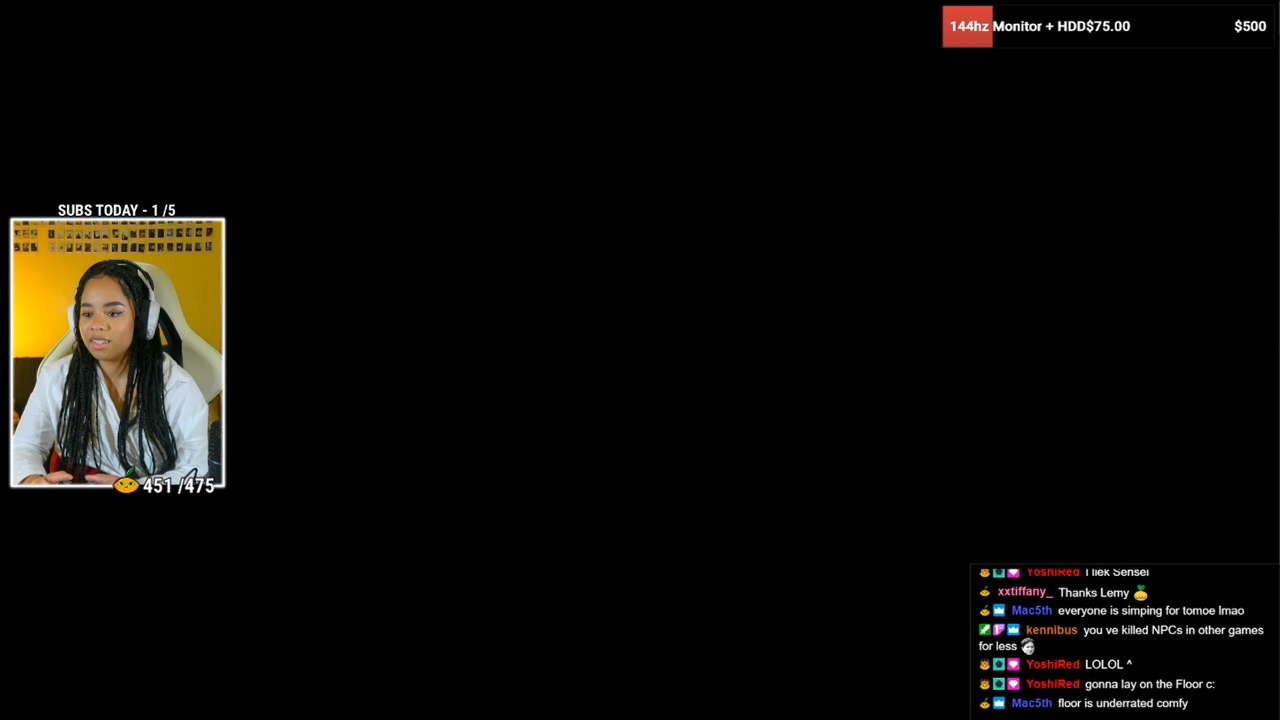 144hz Monitor + HDD$75.00 $500
SUBS TODAY - 1 /5
451 /475
YoshiRed I liek Sensei
xxtiffany_ Thanks Lemy
Mac5th everyone is simping for tomoe lmao
kennibus you ve killed NPCs in other games
for less
YoshiRed LOLOL ^
YoshiRed gonna lay on the Floor c:
Mac5th floor is underrated comfy